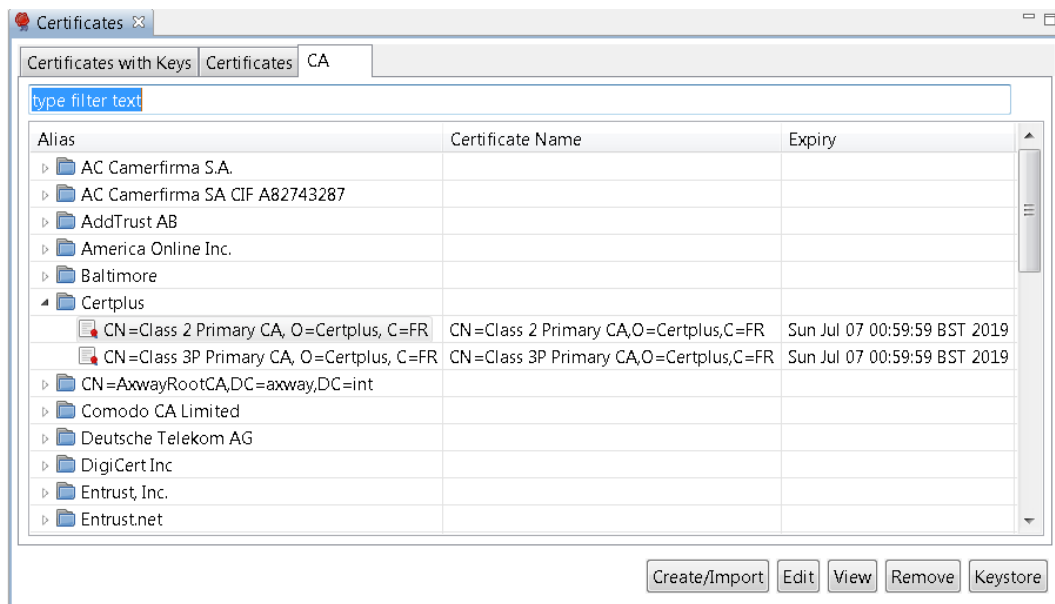 Certificates
Certificates with Keys Certificates CA
type filter text
Alias Certificate Name Expiry
AC Camerfirma S.A.
AC Camerfirma SA CIF A82743287
AddTrust AB
America Online Inc.
Baltimore
Certplus
CN=Class 2 Primary CA, O=Certplus, C=FR CN=Class 2 Primary CA,O=Certplus,C=FR Sun Jul 07 00:59:59 BST 2019
CN=Class 3P Primary CA, O=Certplus, C=FR CN=Class 3P Primary CA,O=Certplus,C=FR Sun Jul 07 00:59:59 BST 2019
CN=AxwayRootCA,DC=axway,DC=int
Comodo CA Limited
Deutsche Telekom AG
DigiCert Inc
Entrust, Inc.
Entrust.net
Create/Import Edit View Remove Keystore